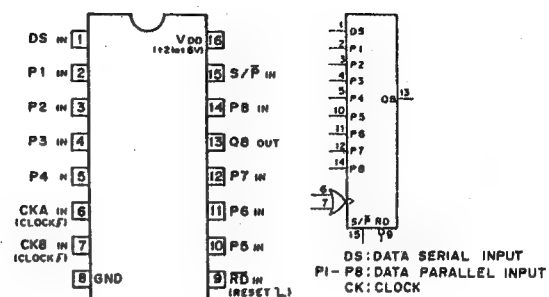 DS IN 1
P1 IN 2
P2 IN 3
P3 IN 4
P4 IN 5
CKA IN 6
(CLOCK⨍)
CKB IN 7
(CLOCK⨍)
8 GND
VDD 16
(+2 to+6V)
15 S/P̅ IN
14 P8 IN
13 Q8 OUT
12 P7 IN
11 P6 IN
10 P5 IN
9 R̅D̅ IN
(RESET L)
1 DS
2 P1
3 P2
4 P3
5 P4
10 P5
11 P6
12 P7
14 P8
Q8 13
6
7
S/P̅ RD
15 9
DS:DATA SERIAL INPUT
P1-P8:DATA PARALLEL INPUT
CK:CLOCK